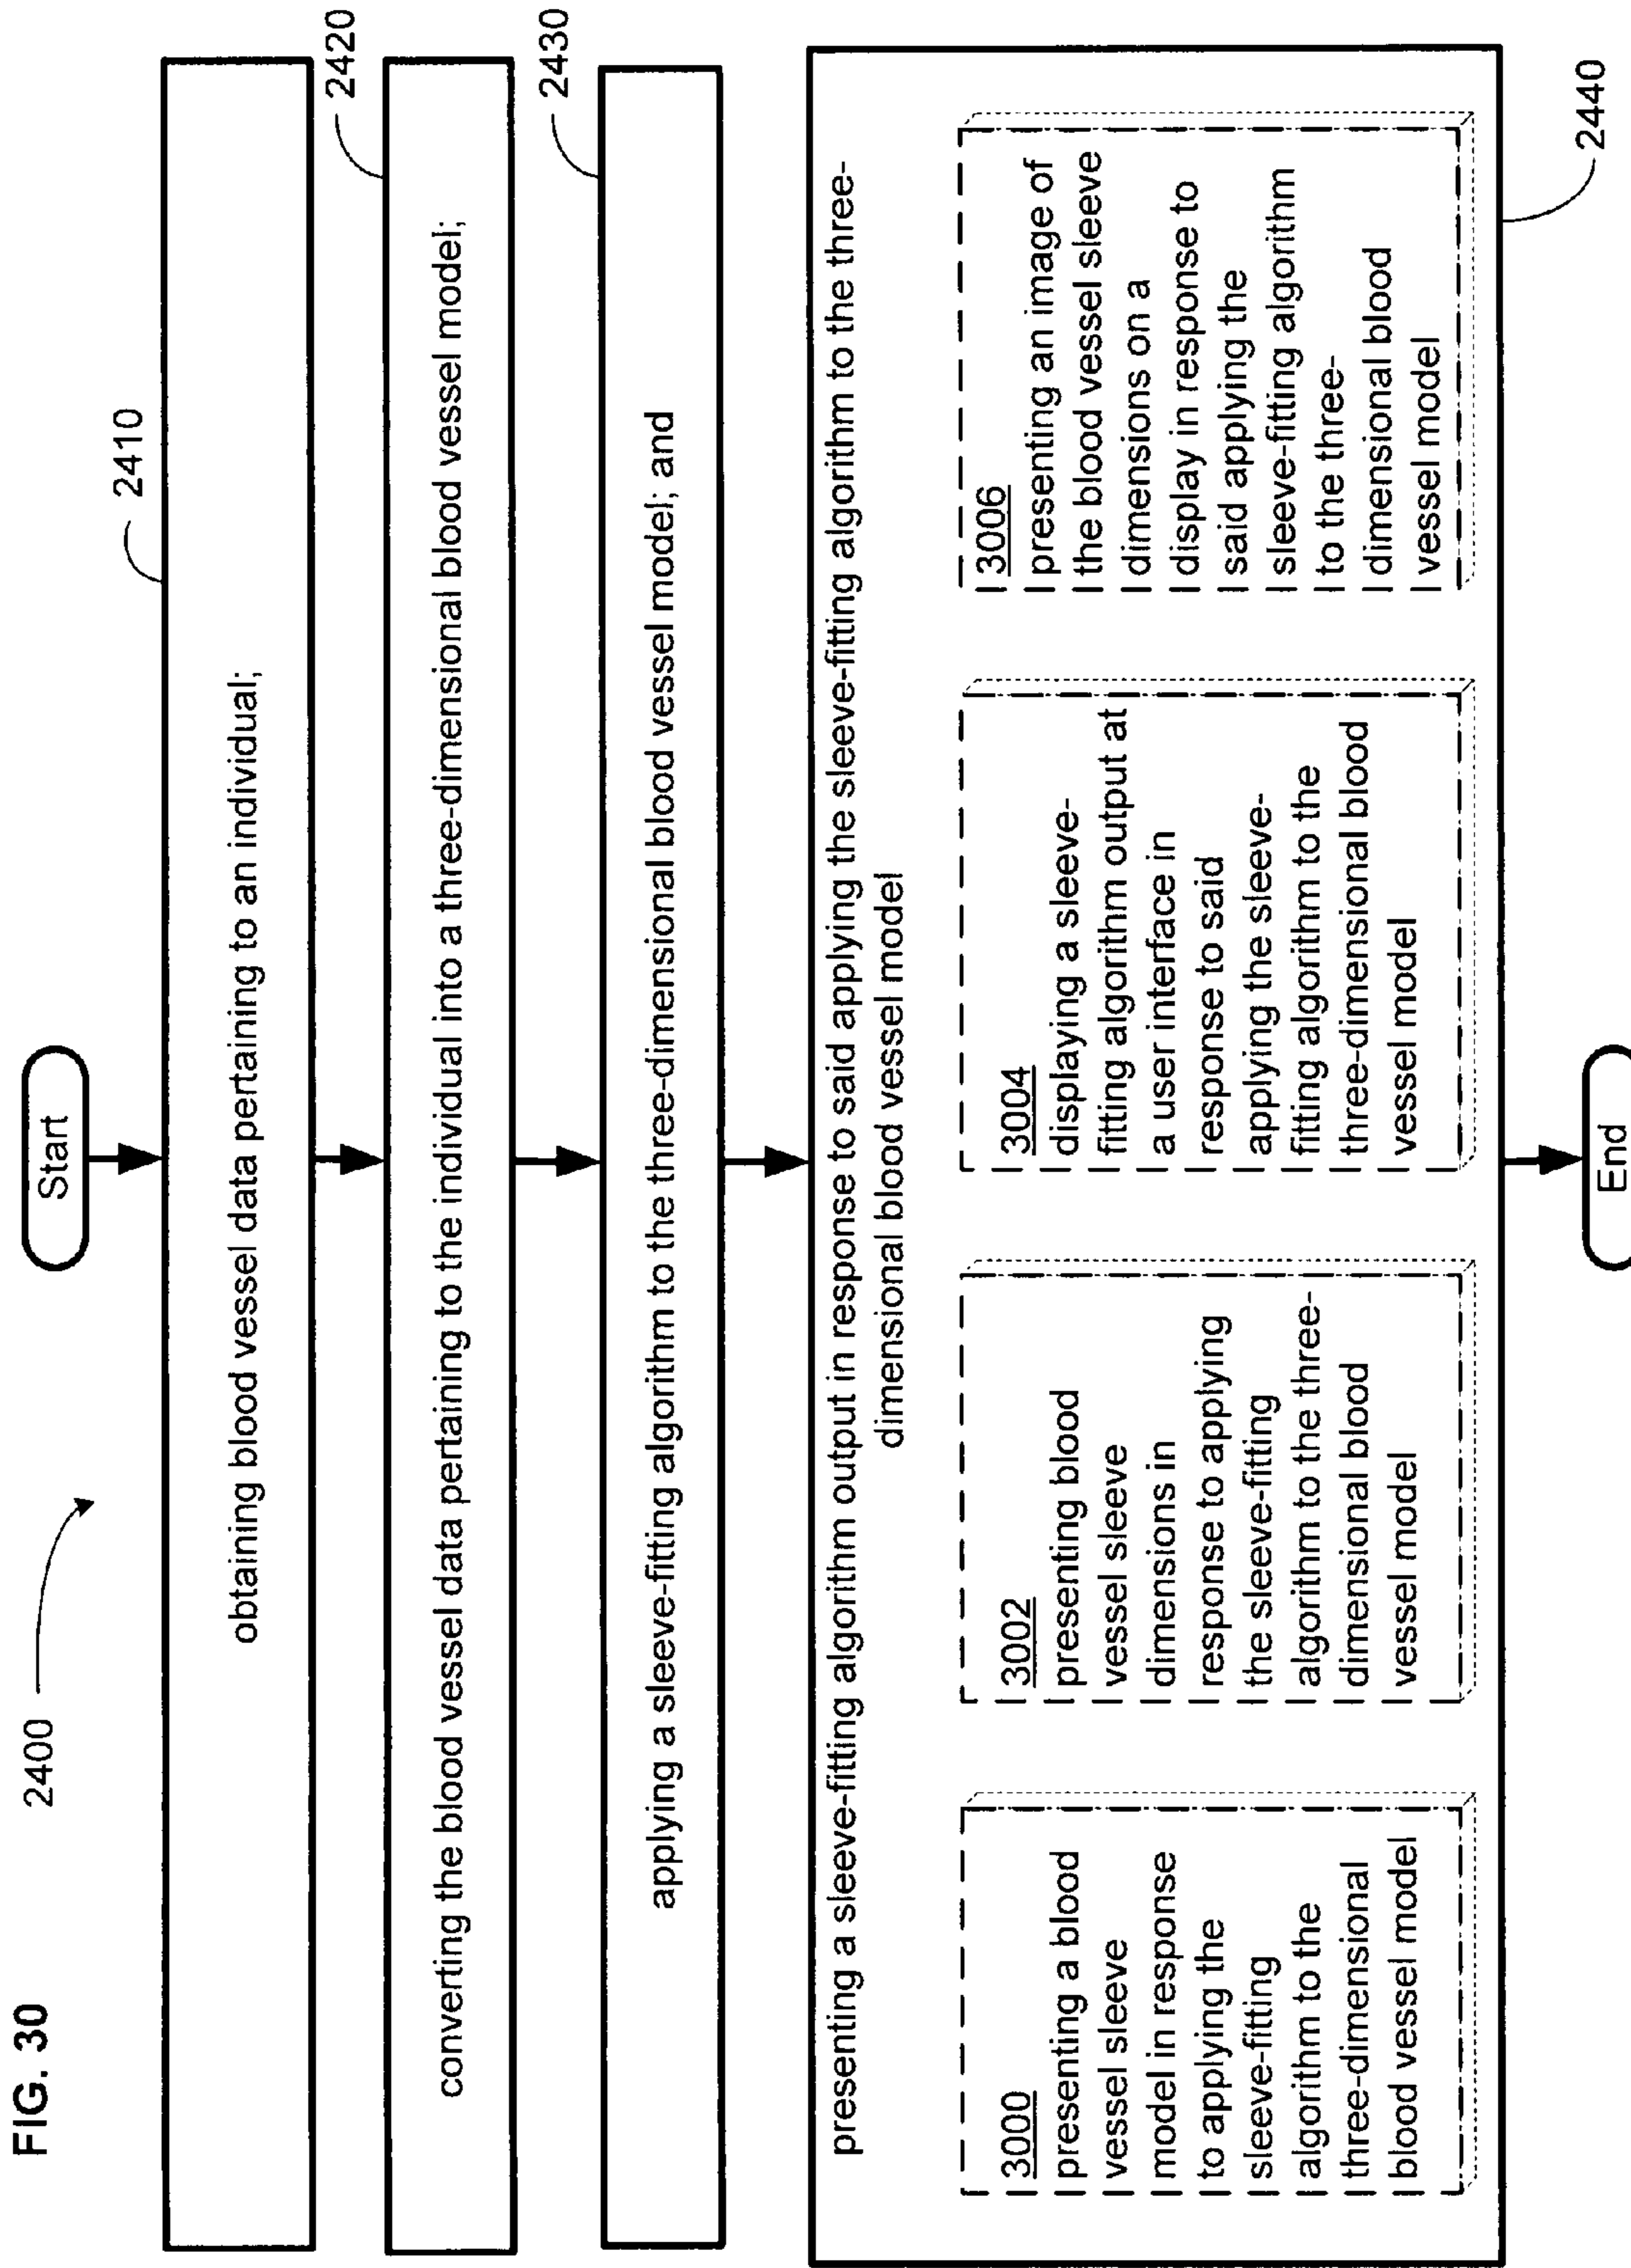 FIG. 30
2400
Start
2410
obtaining blood vessel data pertaining to an individual;
2420
converting the blood vessel data pertaining to the individual into a three-dimensional blood vessel model;
2430
applying a sleeve-fitting algorithm to the three-dimensional blood vessel model; and
presenting a sleeve-fitting algorithm output in response to said applying the sleeve-fitting algorithm to the three-
dimensional blood vessel model
3000
presenting a blood
vessel sleeve
model in response
to applying the
sleeve-fitting
algorithm to the
three-dimensional
blood vessel model
3002
presenting blood
vessel sleeve
dimensions in
response to applying
the sleeve-fitting
algorithm to the three-
dimensional blood
vessel model
3004
displaying a sleeve-
fitting algorithm output at
a user interface in
response to said
applying the sleeve-
fitting algorithm to the
three-dimensional blood
vessel model
3006
presenting an image of
the blood vessel sleeve
dimensions on a
display in response to
said applying the
sleeve-fitting algorithm
to the three-
dimensional blood
vessel model
2440
End